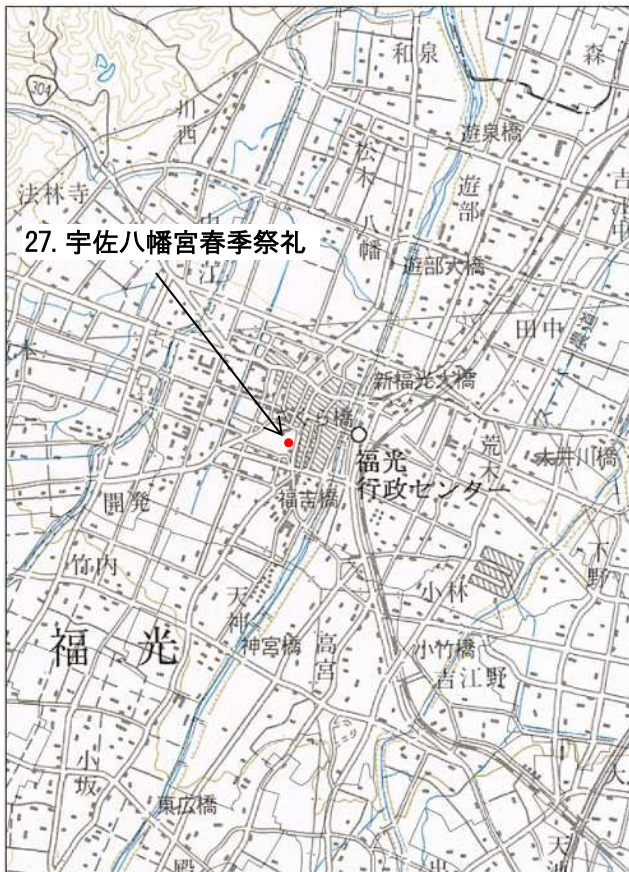 和泉
森
304
川西
遊泉橋
松木
遊部
法林寺
八幡
27. 宇佐八幡宮春季祭礼
江
遊部大橋
田中
新福光大橋
さくら橋
荒木
福光
行政センター
開発
福吉橋
竹内
小林
下野
天神
福光
神宮橋
高宮
小竹橋
吉江野
小坂
東広橋
殿
天池